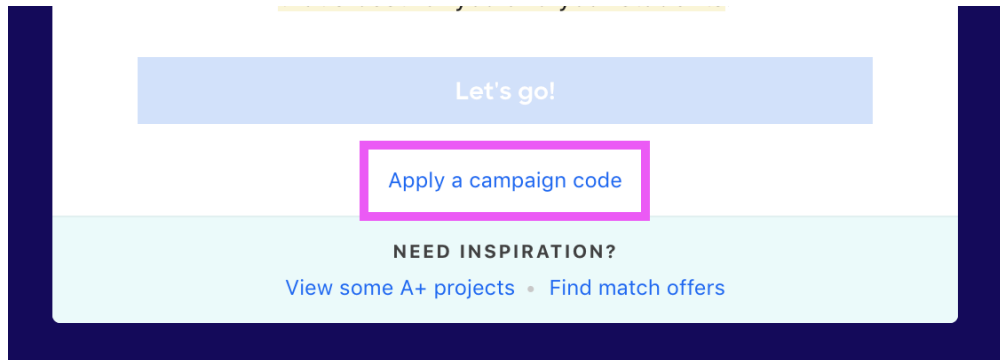 Let's go!
Apply a campaign code
NEED INSPIRATION?
View some A+ projects • Find match offers